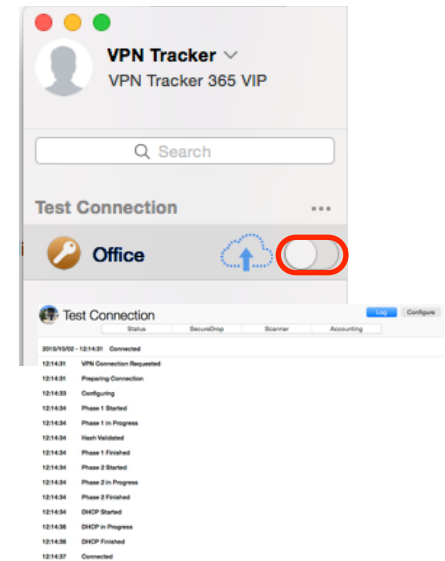 VPN Tracker
VPN Tracker 365 VIP
Search
Test Connection
Office
Test Connection
Log Configure
Status SecureDrop Scanner Accounting
2015/10/02 - 12:14:31 Connected
12:14:31 VPN Connection Requested
12:14:31 Preparing Connection
12:14:33 Configuring
12:14:34 Phase 1 Started
12:14:34 Phase 1 in Progress
12:14:34 Hash Validated
12:14:34 Phase 1 Finished
12:14:34 Phase 2 Started
12:14:34 Phase 2 in Progress
12:14:34 Phase 2 Finished
12:14:34 DHCP Started
12:14:36 DHCP in Progress
12:14:36 DHCP Finished
12:14:37 Connected